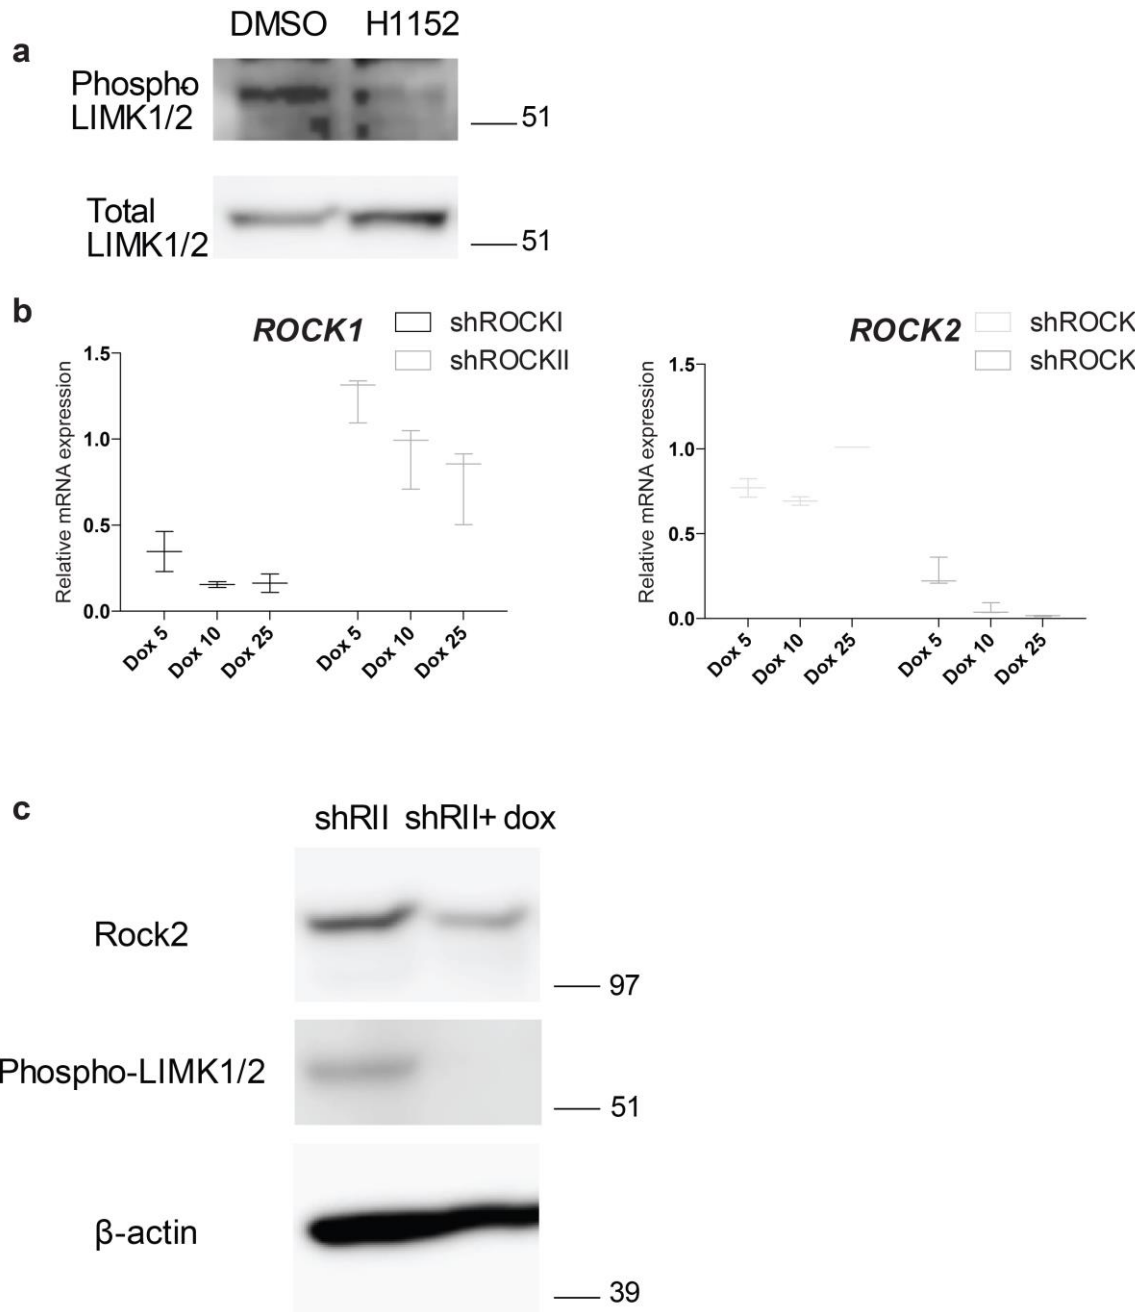 a
DMSO H1152
Phospho-
LIMK1/2
51
Total
LIMK1/2
51
b
ROCK1
shROCKI
shROCKII
Relative mRNA expression
1.5
1.0
0.5
0.0
Dox 5 Dox 10 Dox 25 Dox 5 Dox 10 Dox 25
ROCK2
shROCK
shROCK
Relative mRNA expression
1.5
1.0
0.5
0.0
Dox 5 Dox 10 Dox 25 Dox 5 Dox 10 Dox 25
c
shRII shRII+ dox
Rock2
97
Phospho-LIMK1/2
51
β-actin
39